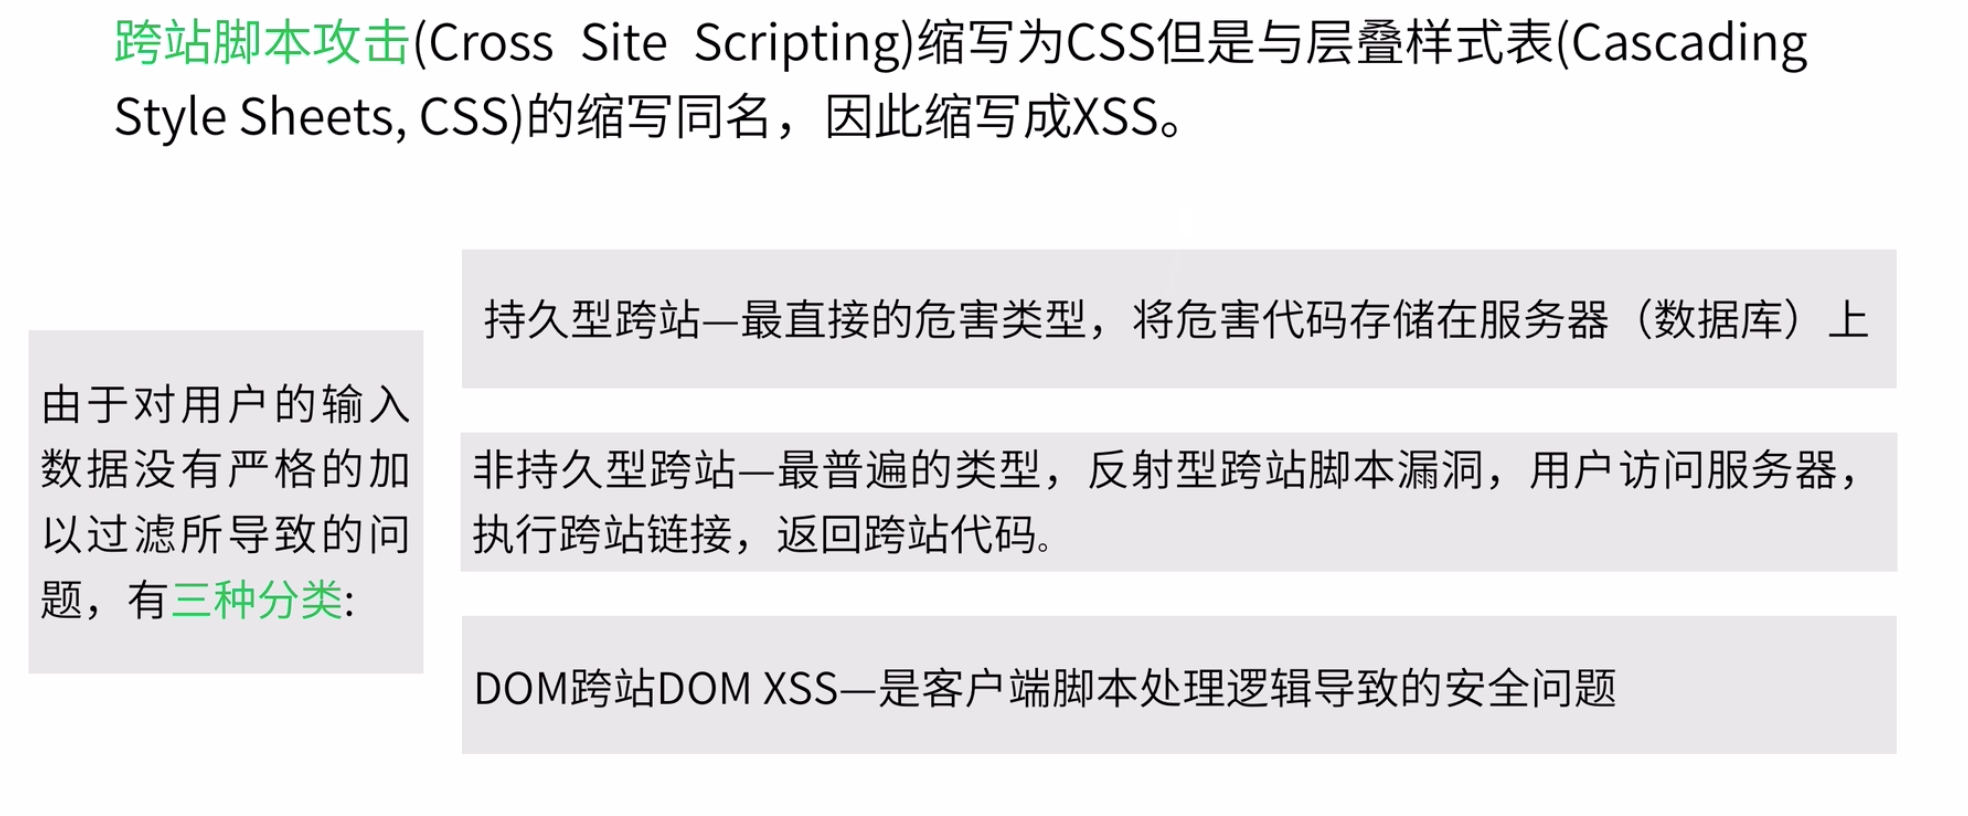 跨站脚本攻击(Cross Site Scripting)缩写为CSS但是与层叠样式表(Cascading
Style Sheets, CSS)的缩写同名，因此缩写成XSS。
由于对用户的输入
数据没有严格的加
以过滤所导致的问
题，有三种分类:
持久型跨站—最直接的危害类型，将危害代码存储在服务器（数据库）上
非持久型跨站—最普遍的类型，反射型跨站脚本漏洞，用户访问服务器，
执行跨站链接，返回跨站代码。
DOM跨站DOM XSS—是客户端脚本处理逻辑导致的安全问题